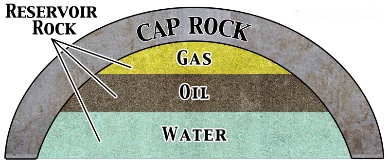 RESERVOIR
ROCK
CAP ROCK
GAS
OIL
WATER